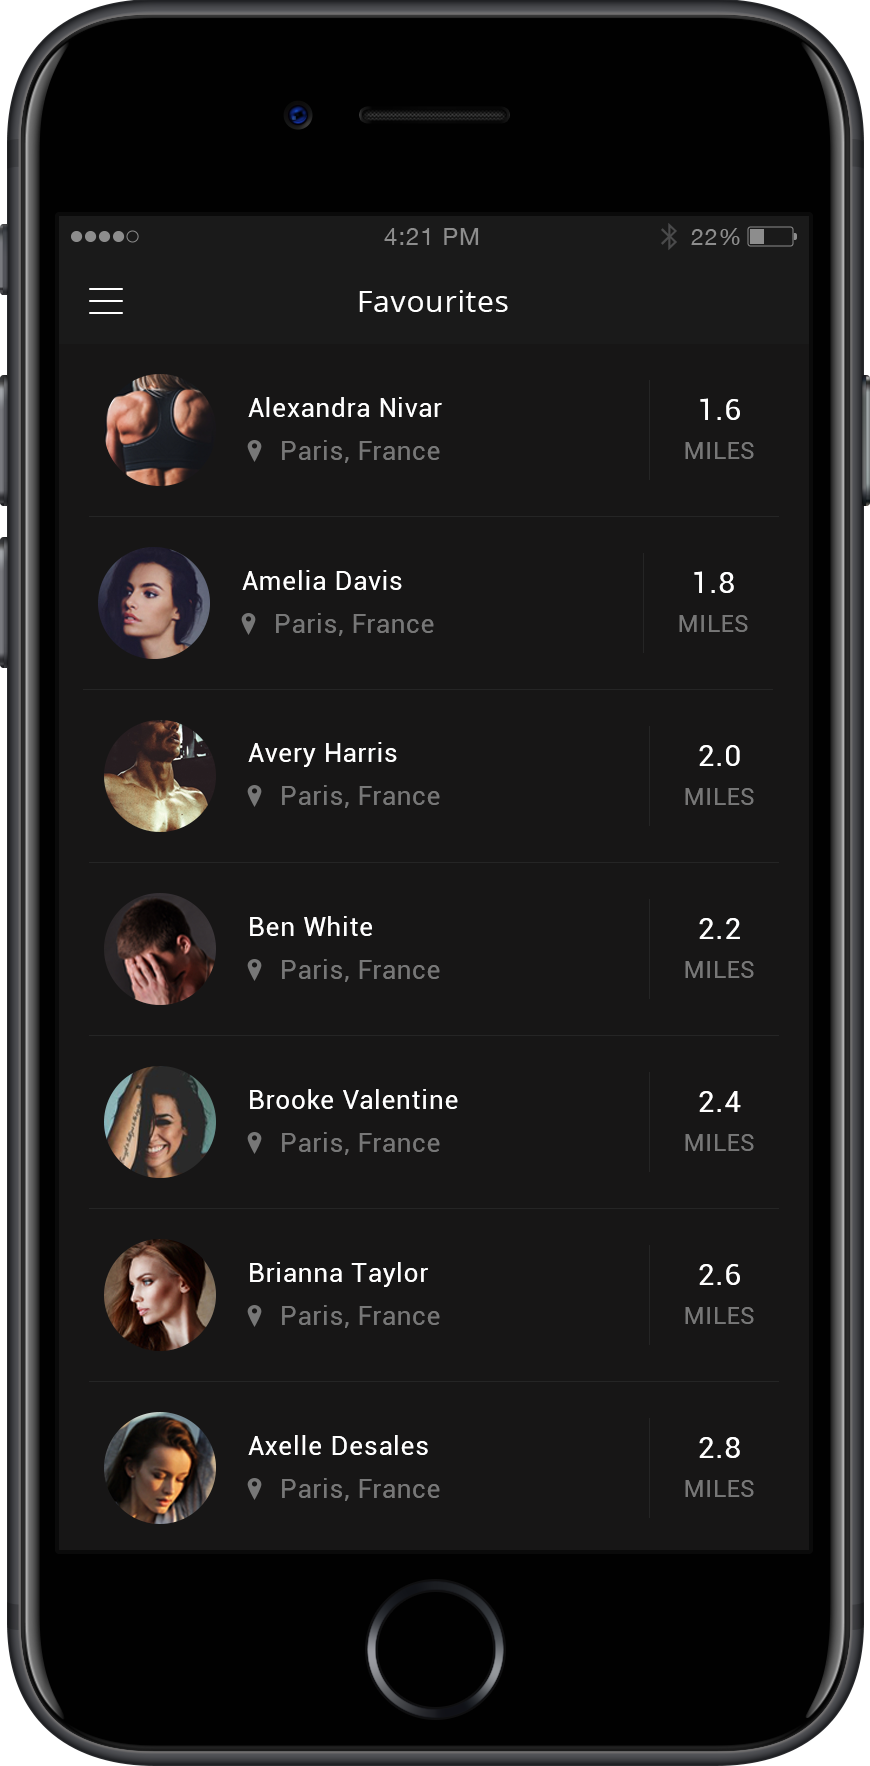 4:21 PM 22%
Favourites
Alexandra Nivar 1.6
Paris, France MILES
Amelia Davis 1.8
Paris, France MILES
Avery Harris 2.0
Paris, France MILES
Ben White 2.2
Paris, France MILES
Brooke Valentine 2.4
Paris, France MILES
Brianna Taylor 2.6
Paris, France MILES
Axelle Desales 2.8
Paris, France MILES